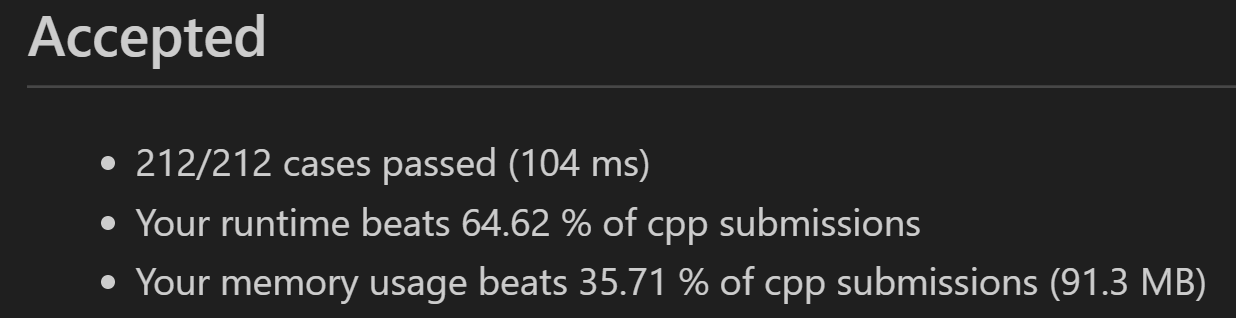 Accepted
212/212 cases passed (104 ms)
Your runtime beats 64.62 % of cpp submissions
Your memory usage beats 35.71 % of cpp submissions (91.3 MB)